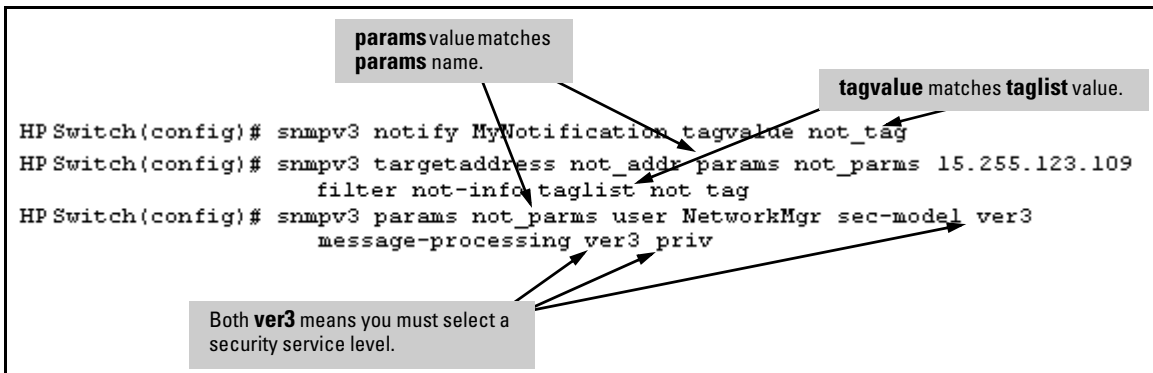 params value matches
params name.
tagvalue matches taglist value.
HP Switch(config)# snmpv3 notify MyNotification tagvalue not_tag
HP Switch(config)# snmpv3 targetaddress not_addr params not_parms 15.255.123.109
filter not-info taglist not tag
HP Switch(config)# snmpv3 params not_parms user NetworkMgr sec-model ver3
message-processing ver3 priv
Both ver3 means you must select a
security service level.